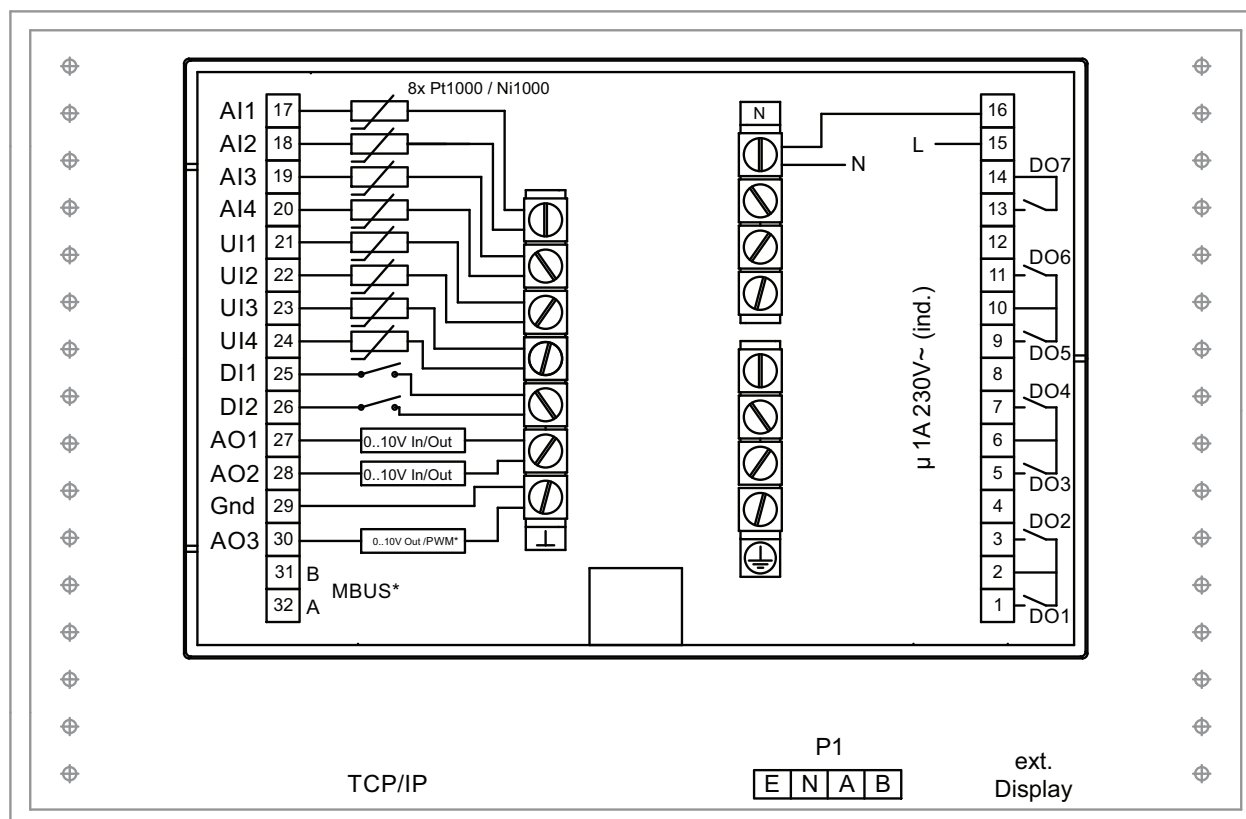 8x Pt1000 / Ni1000
AI1 17
AI2 18
AI3 19
AI4 20
UI1 21
UI2 22
UI3 23
UI4 24
DI1 25
DI2 26
AO1 27 0..10V In/Out
AO2 28 0..10V In/Out
Gnd 29
AO3 30 0..10V Out /PWM*
31 B
MBUS*
32 A
N
N
L
µ 1A 230V~ (ind.)
16
15
14 DO7
13
12
11 DO6
10
9 DO5
8
7 DO4
6
5 DO3
4
3 DO2
2
1 DO1
TCP/IP
P1
E N A B
ext.
Display